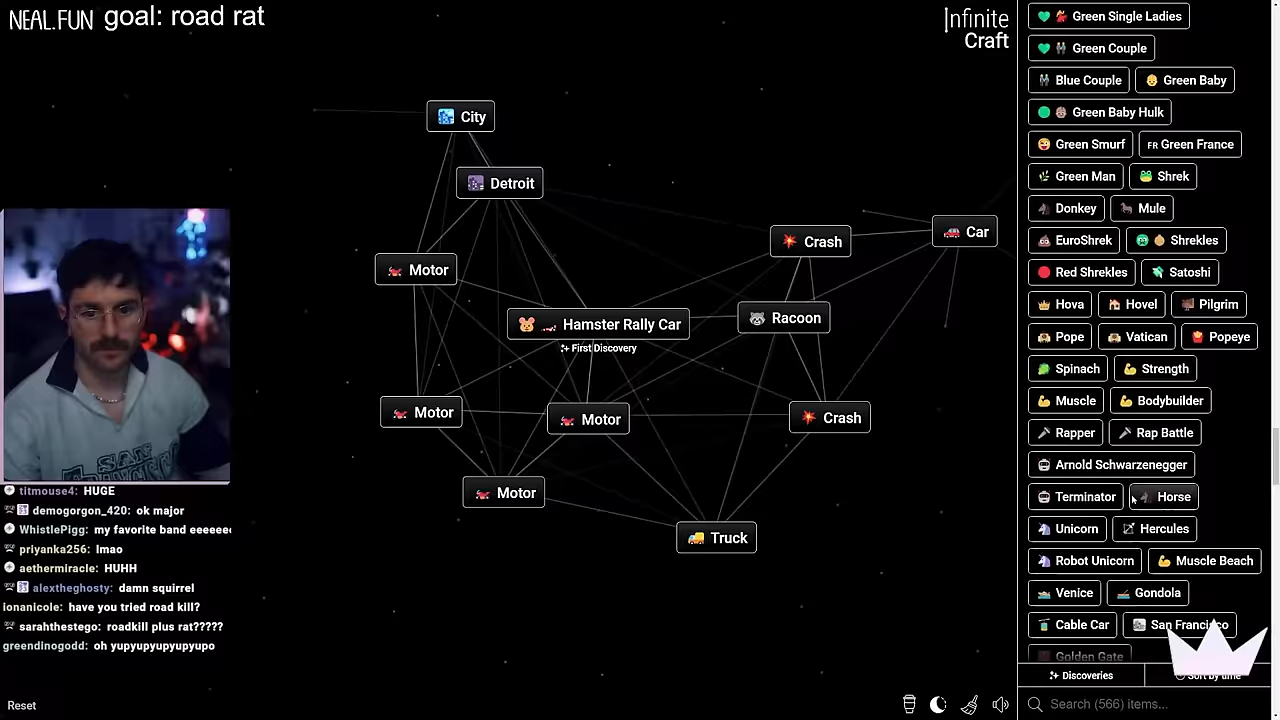 NEAL.FUN goal: road rat
Infinite
Craft
City
Detroit
Motor
Crash
Car
Hamster Rally Car
First Discovery
Racoon
Motor
Motor
Crash
Motor
Truck
titmouse4: HUGE
demogorgon_420: ok major
WhistlePIgg: my favorite band eeeeeee
priyanka256: lmao
aethermiracle: HUHH
alextheghosty: damn squirrel
ionanicole: have you tried road kill?
sarahthestego: roadkill plus rat?????
greendinogodd: oh yupyupyupyupyupo
Reset
Green Single Ladies
Green Couple
Blue Couple Green Baby
Green Baby Hulk
Green Smurf FR Green France
Green Man Shrek
Donkey Mule
EuroShrek Shrekles
Red Shrekles Satoshi
Hova Hovel Pilgrim
Pope Vatican Popeye
Spinach Strength
Muscle Bodybuilder
Rapper Rap Battle
Arnold Schwarzenegger
Terminator Horse
Unicorn Hercules
Robot Unicorn Muscle Beach
Venice Gondola
Cable Car San Francisco
Golden Gate
Discoveries Sort by time
Search (566) items...